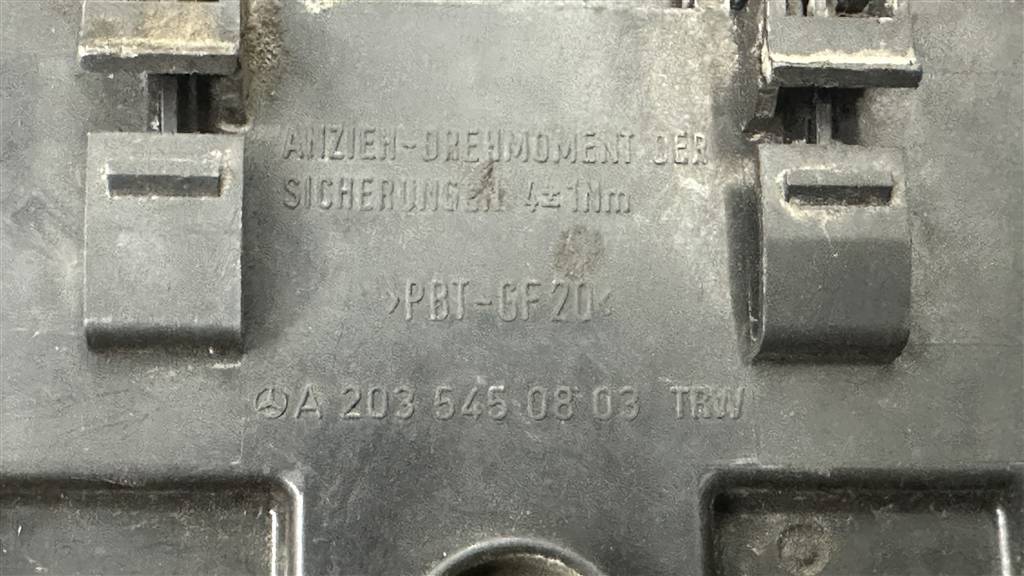 ANZIEH-DREHMOMENT DER
SICHERUNGEN 4±1Nm
>PBT-GF20<
A 203 545 08 03 TRW